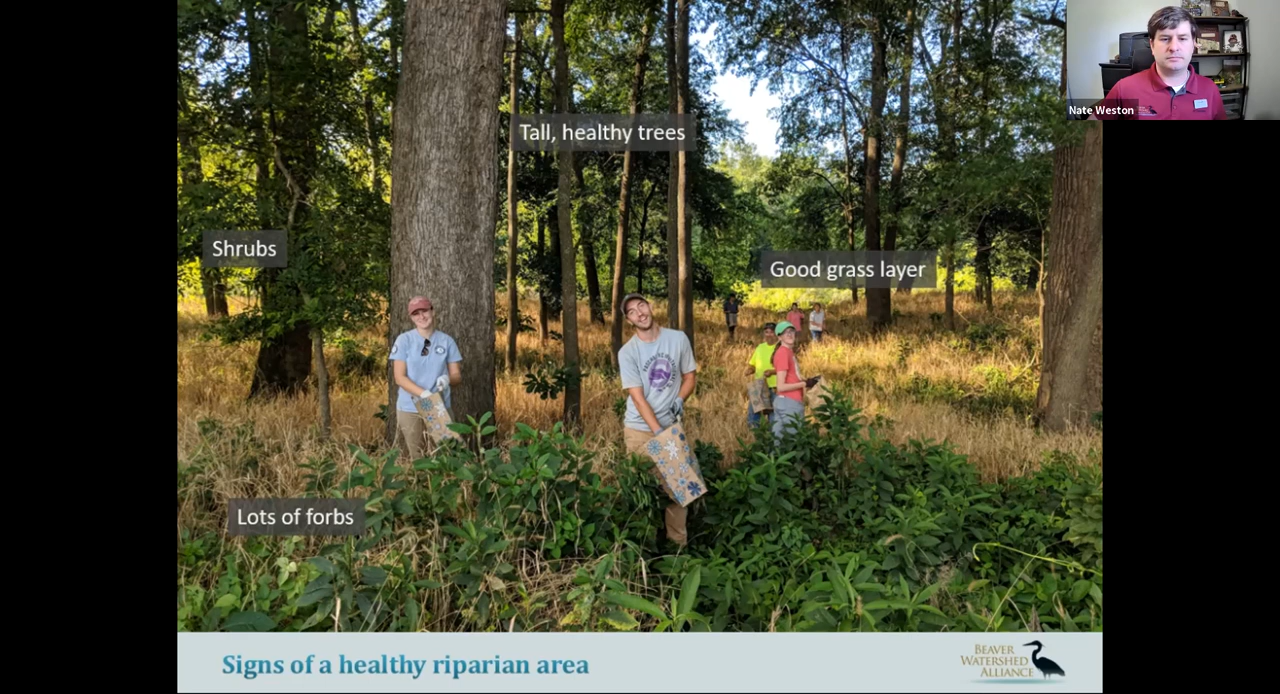 Nate Weston
Tall, healthy trees
Shrubs
Good grass layer
Lots of forbs
Signs of a healthy riparian area
BEAVER
WATERSHED
ALLIANCE